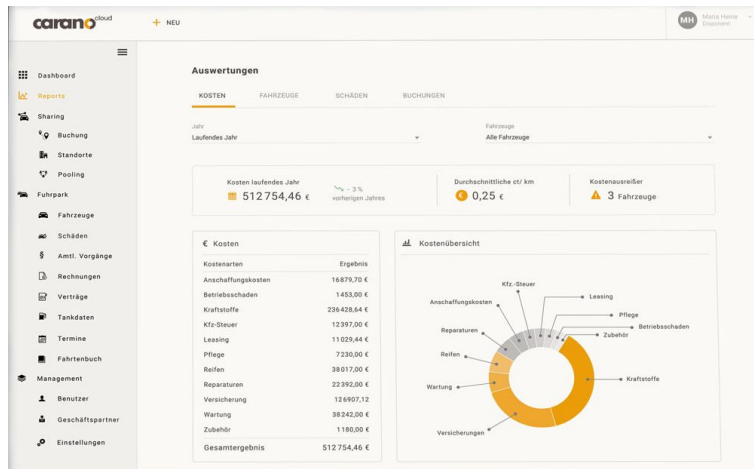 carano cloud
NEU
MH
Maria Heine
Disponent
Dashboard
Reports
Sharing
Buchung
Standorte
Pooling
Fuhrpark
Fahrzeuge
Schäden
Amtl. Vorgänge
Rechnungen
Verträge
Tankdaten
Termine
Fahrtenbuch
Management
Benutzer
Geschäftspartner
Einstellungen
Auswertungen
KOSTEN FAHRZEUGE SCHÄDEN BUCHUNGEN
Jahr
Laufendes Jahr
Fahrzeuge
Alle Fahrzeuge
Kosten laufendes Jahr
512754,46 €
- 3 %
vorherigen Jahres
Durchschnittliche ct/ km
€ 0,25 €
Kostenausreißer
3 Fahrzeuge
€ Kosten
Kostenarten Ergebnis
Anschaffungskosten 16879,70 €
Betriebsschaden 1453,00 €
Kraftstoffe 236428,64 €
Kfz-Steuer 12397,00 €
Leasing 11029,44 €
Pflege 7230,00 €
Reifen 38017,00 €
Reparaturen 22392,00 €
Versicherung 126907,12
Wartung 38242,00 €
Zubehör 1180,00 €
Gesamtergebnis 512754,46 €
Kostenübersicht
Kfz.-Steuer
Leasing
Anschaffungskosten
Pflege
Betriebsschaden
Reparaturen
Zubehör
Reifen
Kraftstoffe
Wartung
Versicherungen